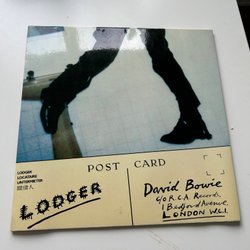 LODGER
LOCATAIRE
UNTERMIETER
間借人
POST CARD
LODGER
David Bowie
c/o R.C.A. Records
1 Bedford Avenue,
LONDON W.C.1.